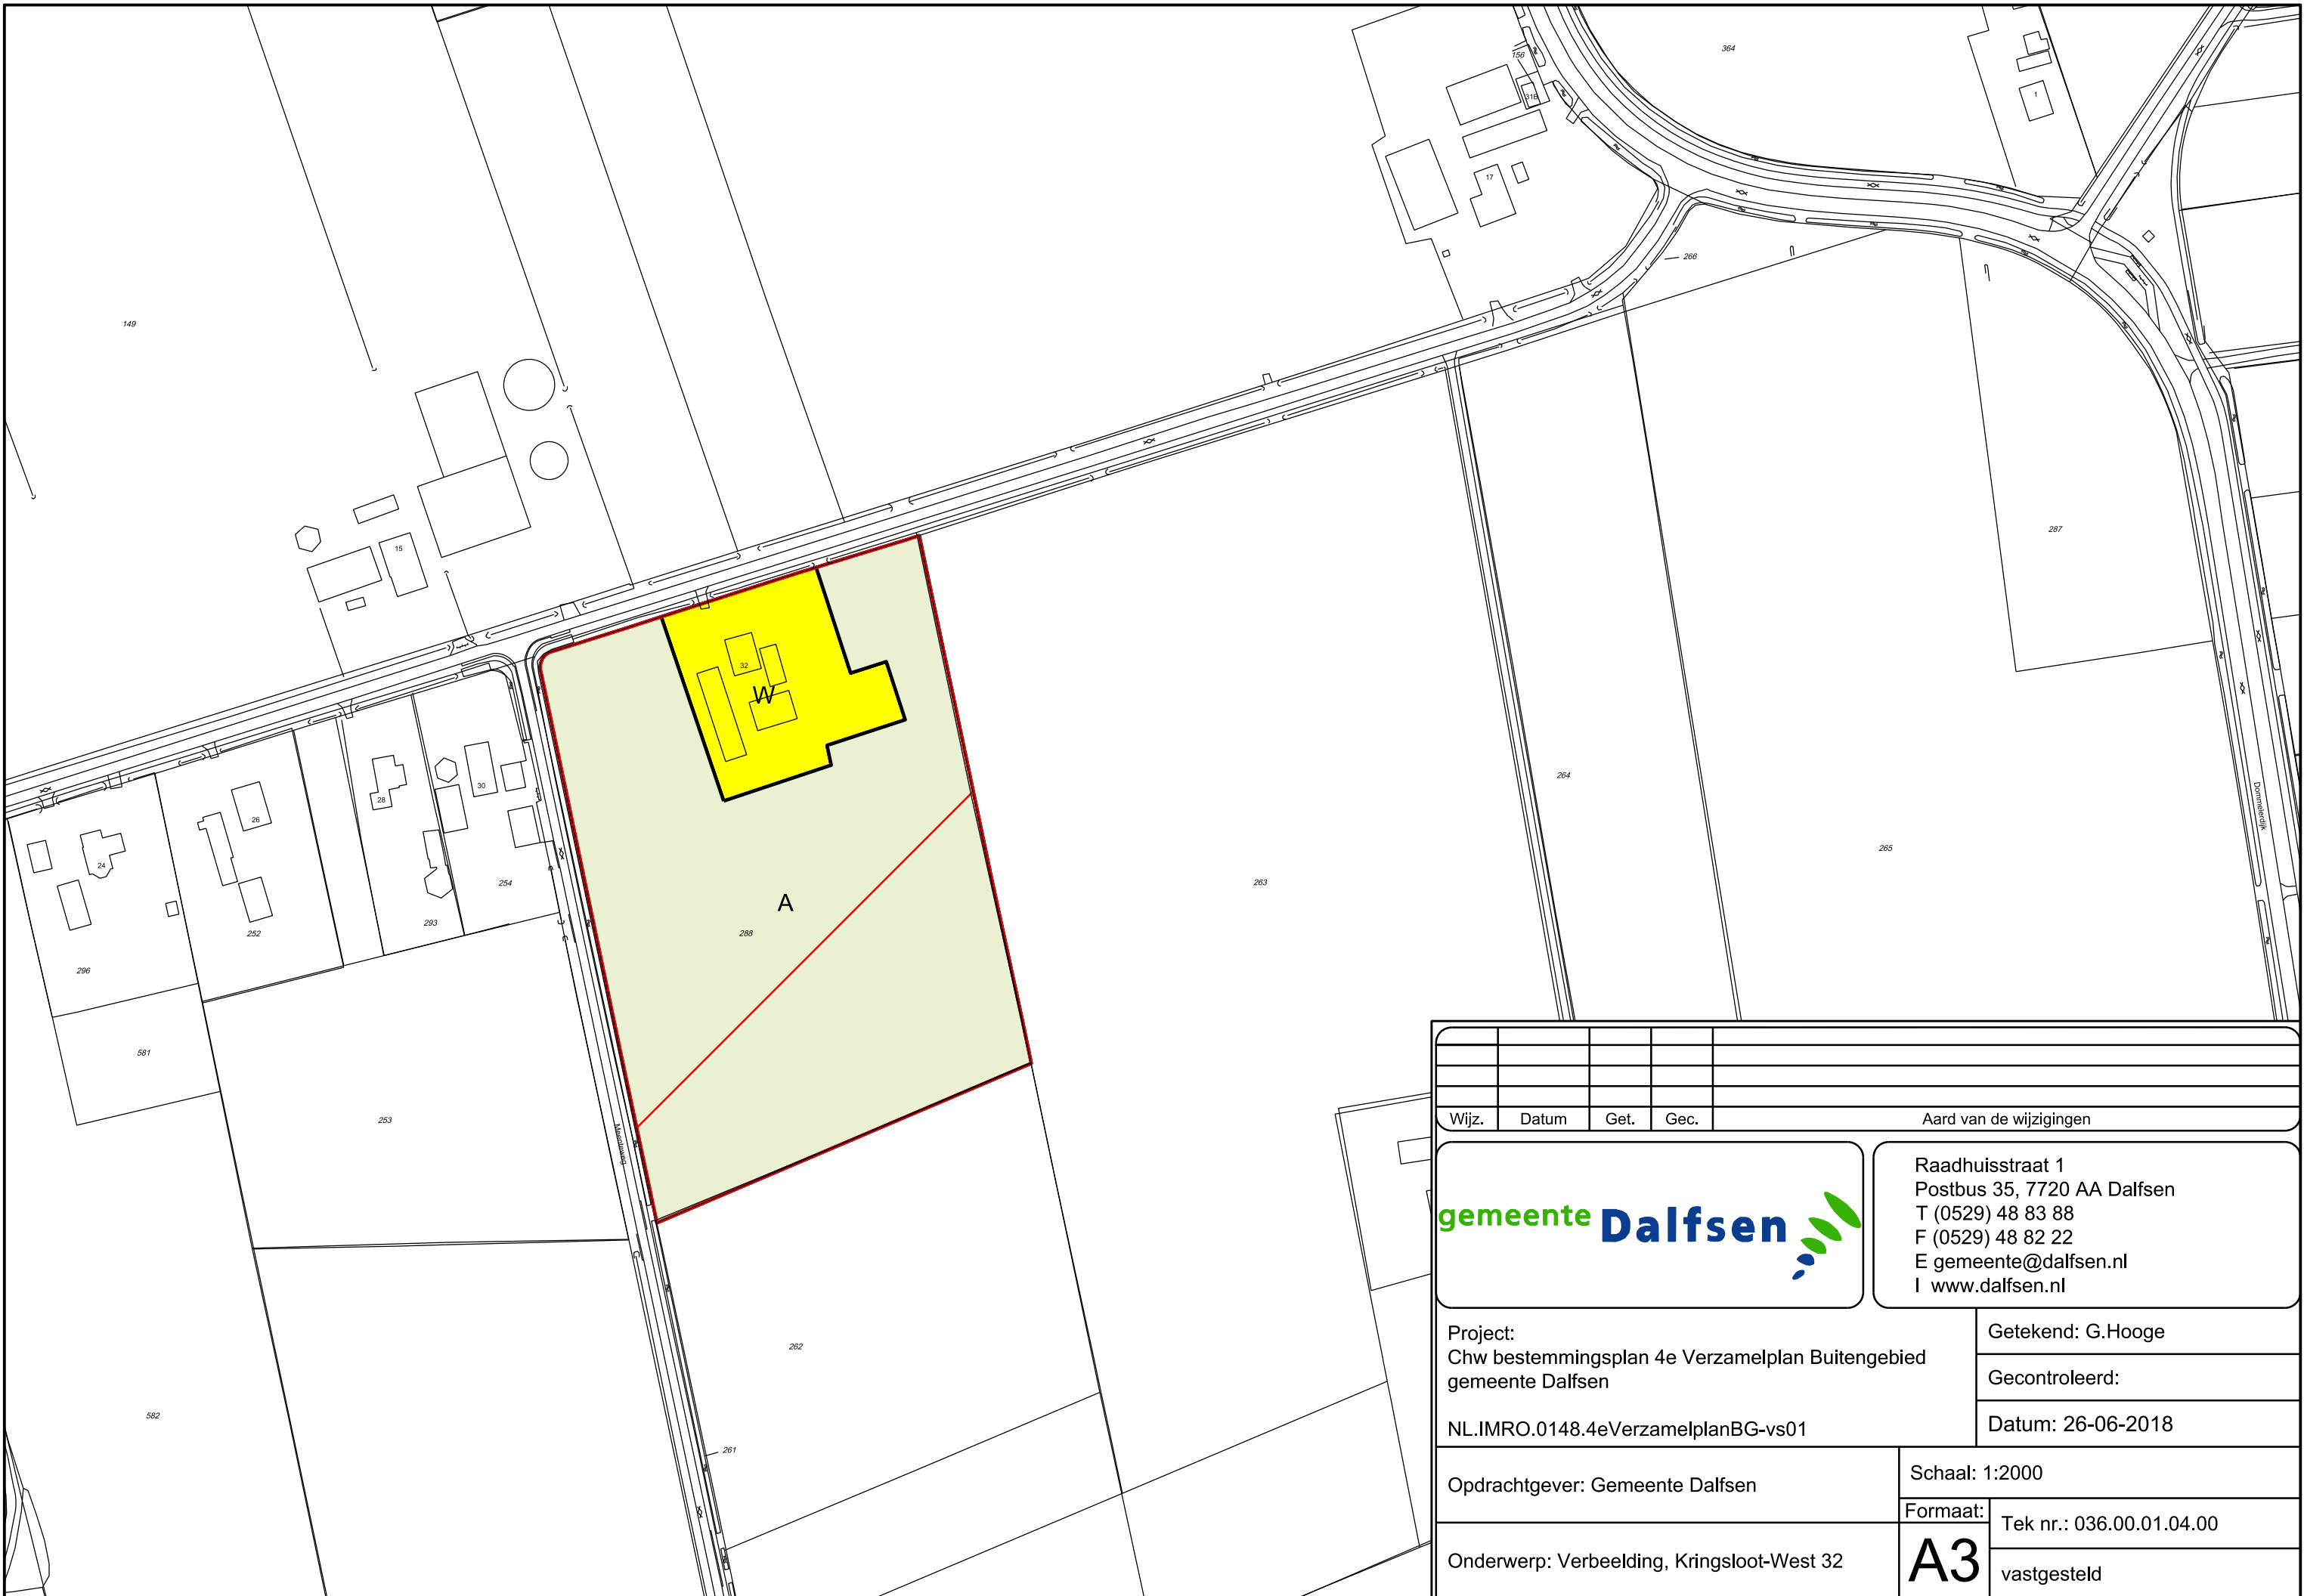 156
364
31B
1
17
266
149
287
15
32
W
264
28
30
26
24
265
Dommelerdijk
254
263
293
A
288
252
296
581
253
Meenteweg
262
582
261
Wijz.
Datum
Get.
Gec.
Aard van de wijzigingen
gemeente Dalfsen
Raadhuisstraat 1
Postbus 35, 7720 AA Dalfsen
T (0529) 48 83 88
F (0529) 48 82 22
E gemeente@dalfsen.nl
I www.dalfsen.nl
Project:
Chw bestemmingsplan 4e Verzamelplan Buitengebied
gemeente Dalfsen
NL.IMRO.0148.4eVerzamelplanBG-vs01
Getekend: G.Hooge
Gecontroleerd:
Datum: 26-06-2018
Opdrachtgever: Gemeente Dalfsen
Schaal: 1:2000
Formaat:
A3
Tek nr.: 036.00.01.04.00
Onderwerp: Verbeelding, Kringsloot-West 32
vastgesteld